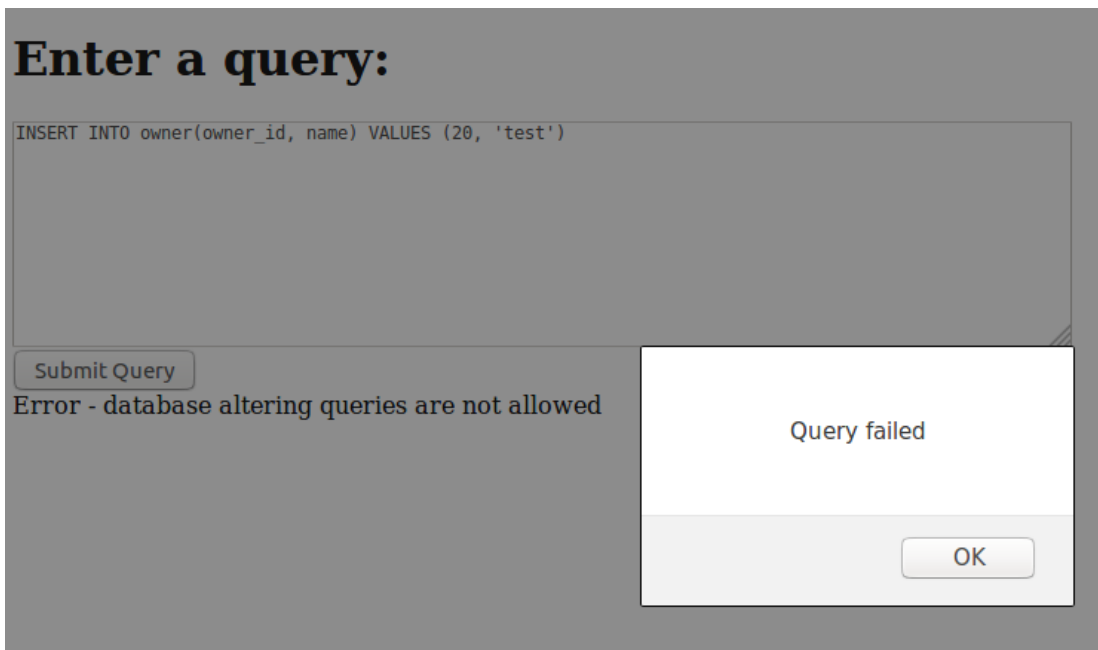 Enter a query:
INSERT INTO owner(owner_id, name) VALUES (20, 'test')
Submit Query
Error - database altering queries are not allowed
Query failed
OK